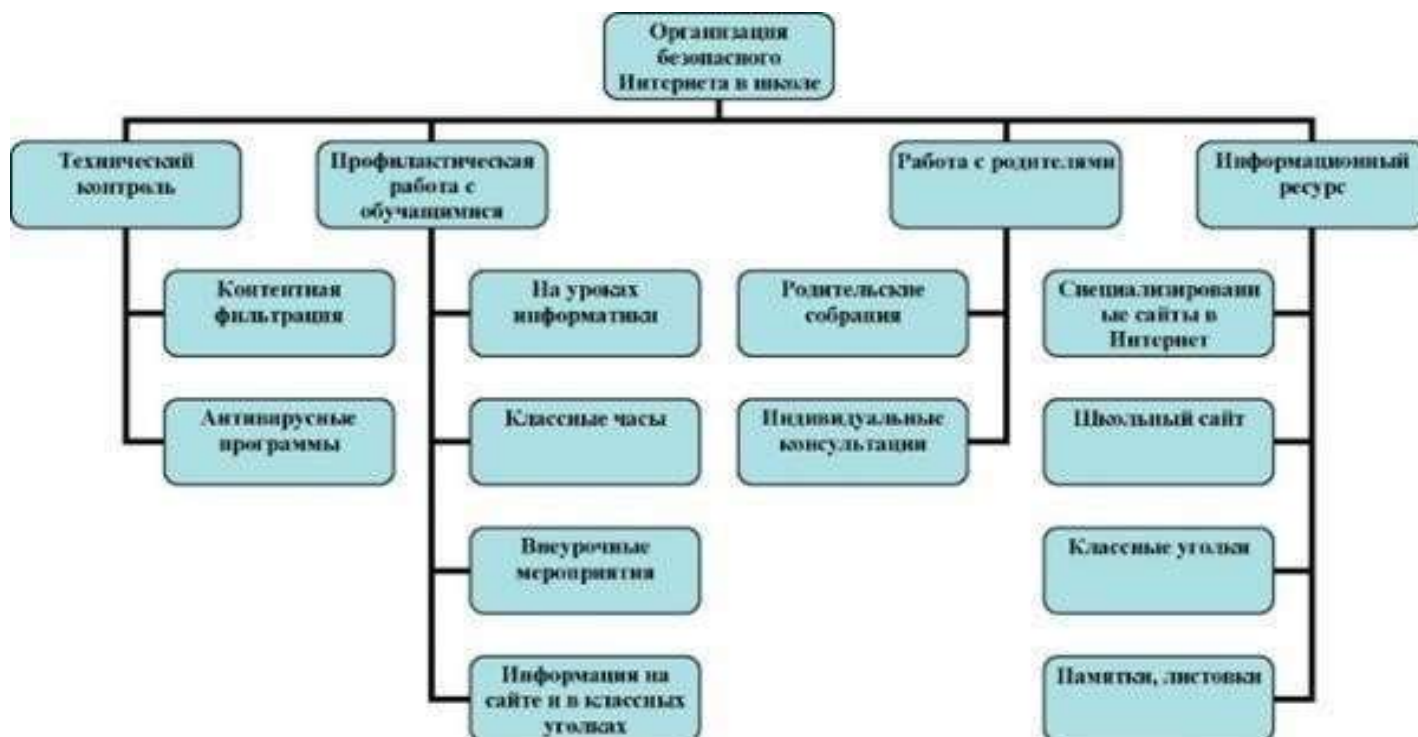 Организация
безопасного
Интернета в школе
Технический
контроль
Профилактическая
работа с
обучащимися
Работа с родителями
Информационный
ресурс
Контентная
фильтрация
На уроках
информатики
Родительские
собрания
Специализирован
ые сайты в
Интернет
Антивирусные
программы
Классные часы
Индивидуальные
консультации
Школьный сайт
Внеурочные
мероприятия
Классные уголки
Информация на
сайте и в классных
уголках
Памятки, листовки